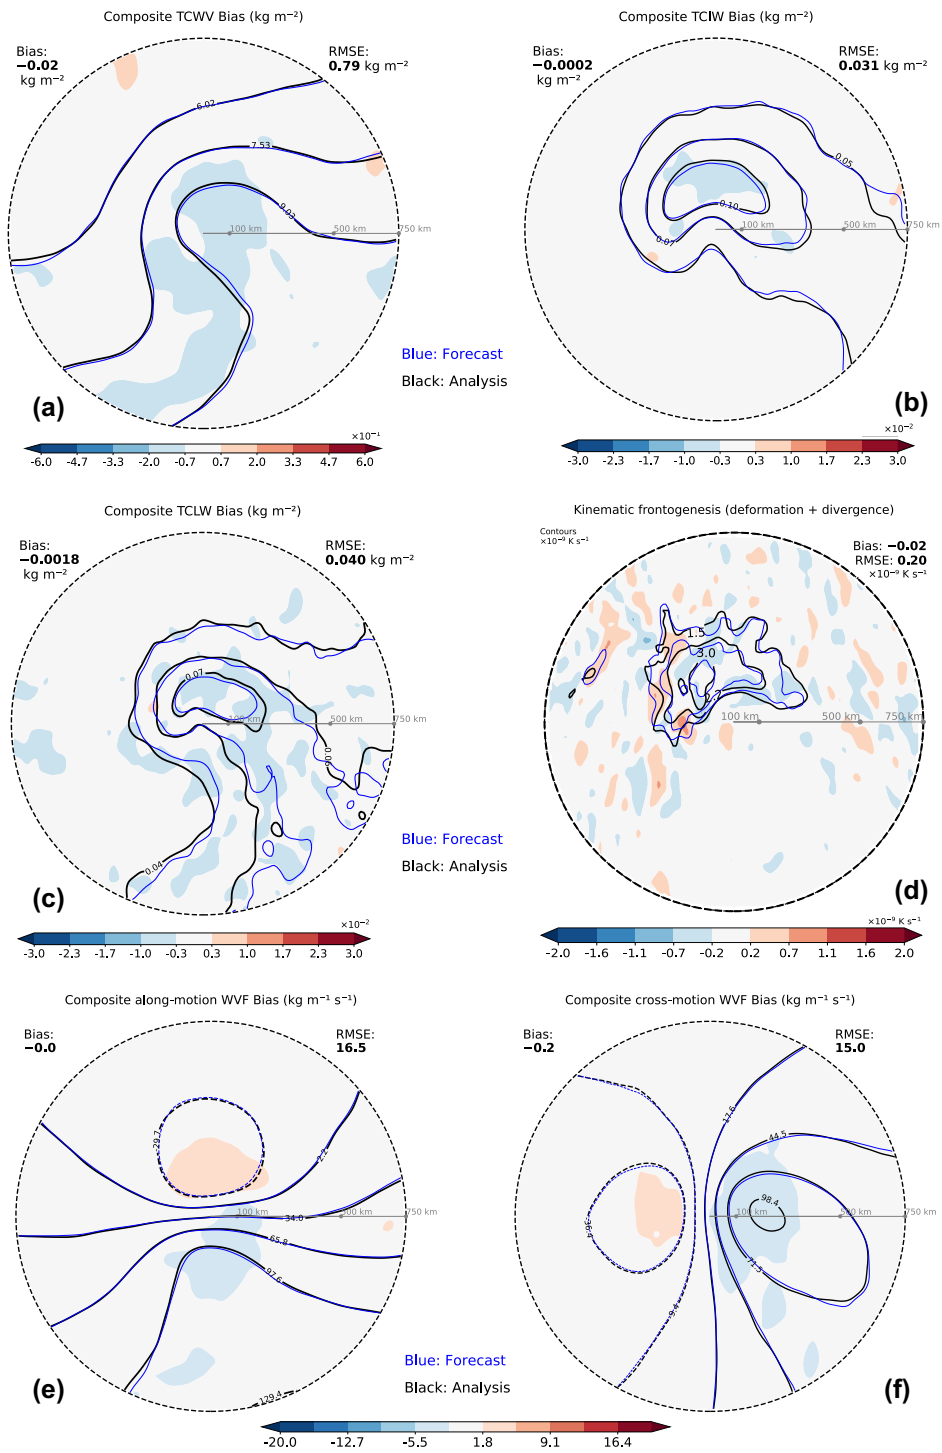 Composite TCWV Bias (kg m⁻²)
Bias:
−0.02
kg m⁻²
RMSE:
0.79 kg m⁻²
6.02
7.53
9.03
100 km
500 km
750 km
(a)
×10⁻¹
-6.0 -4.7 -3.3 -2.0 -0.7 0.7 2.0 3.3 4.7 6.0
Composite TCIW Bias (kg m⁻²)
Bias:
−0.0002
kg m⁻²
RMSE:
0.031 kg m⁻²
0.05
0.10
0.07
100 km
500 km
750 km
(b)
×10⁻²
-3.0 -2.3 -1.7 -1.0 -0.3 0.3 1.0 1.7 2.3 3.0
Blue: Forecast
Black: Analysis
Composite TCLW Bias (kg m⁻²)
Bias:
−0.0018
kg m⁻²
RMSE:
0.040 kg m⁻²
0.07
100 km
500 km
750 km
0.06
0.04
(c)
×10⁻²
-3.0 -2.3 -1.7 -1.0 -0.3 0.3 1.0 1.7 2.3 3.0
Kinematic frontogenesis (deformation + divergence)
Contours
×10⁻⁹ K s⁻¹
Bias: −0.02
RMSE: 0.20
×10⁻⁹ K s⁻¹
1.5
3.0
2.2
100 km
500 km
750 km
(d)
×10⁻⁹ K s⁻¹
-2.0 -1.6 -1.1 -0.7 -0.2 0.2 0.7 1.1 1.6 2.0
Blue: Forecast
Black: Analysis
Composite along-motion WVF Bias (kg m⁻¹ s⁻¹)
Bias:
−0.0
RMSE:
16.5
-29.7
2.2
34.0
65.8
97.6
129.4
100 km
500 km
750 km
(e)
Composite cross-motion WVF Bias (kg m⁻¹ s⁻¹)
Bias:
−0.2
RMSE:
15.0
17.6
44.5
98.4
71.5
-36.4
-9.4
100 km
500 km
750 km
(f)
Blue: Forecast
Black: Analysis
-20.0 -12.7 -5.5 1.8 9.1 16.4